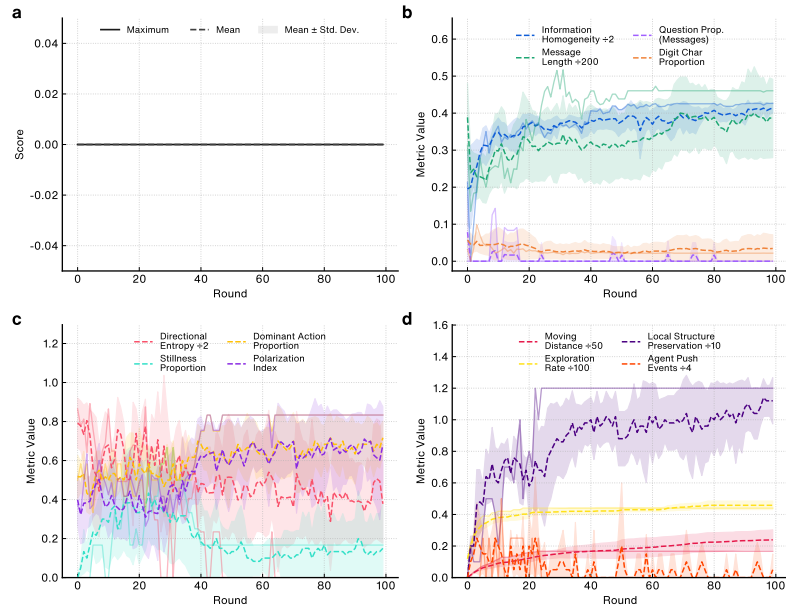 a
Maximum
Mean
Mean ± Std. Dev.
0.04
0.02
0.00
-0.02
-0.04
Score
0
20
40
60
80
100
Round
b
Information
Homogeneity ÷2
Message
Length ÷200
Question Prop.
(Messages)
Digit Char
Proportion
0.6
0.5
0.4
0.3
0.2
0.1
0.0
Metric Value
0
20
40
60
80
100
Round
c
Directional
Entropy ÷2
Stillness
Proportion
Dominant Action
Proportion
Polarization
Index
1.2
1.0
0.8
0.6
0.4
0.2
0.0
Metric Value
0
20
40
60
80
100
Round
d
Moving
Distance ÷50
Exploration
Rate ÷100
Local Structure
Preservation ÷10
Agent Push
Events ÷4
1.6
1.4
1.2
1.0
0.8
0.6
0.4
0.2
0.0
Metric Value
0
20
40
60
80
100
Round